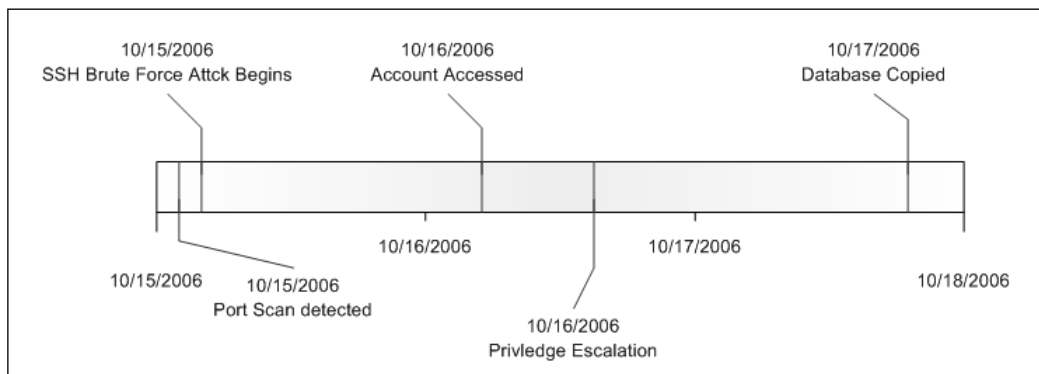 10/15/2006
SSH Brute Force Attck Begins
10/16/2006
Account Accessed
10/17/2006
Database Copied
10/16/2006
10/17/2006
10/15/2006
10/15/2006
Port Scan detected
10/18/2006
10/16/2006
Privledge Escalation